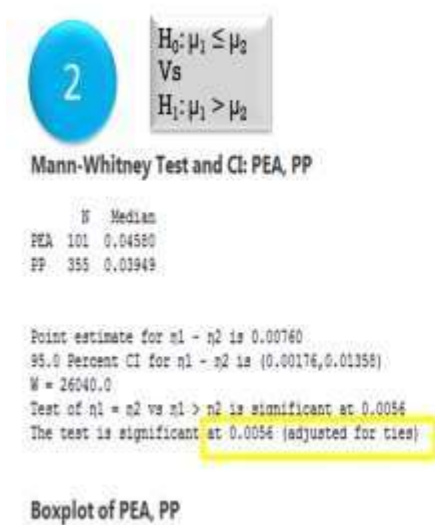 2
H₀: μ₁ ≤ μ₂
Vs
H₁: μ₁ > μ₂
Mann-Whitney Test and CI: PEA, PP
N Median
PEA 101 0.04580
PP 355 0.03949
Point estimate for η1 - η2 is 0.00760
95.0 Percent CI for η1 - η2 is (0.00176,0.01358)
W = 26040.0
Test of η1 = η2 vs η1 > η2 is significant at 0.0056
The test is significant at 0.0056 (adjusted for ties)
Boxplot of PEA, PP